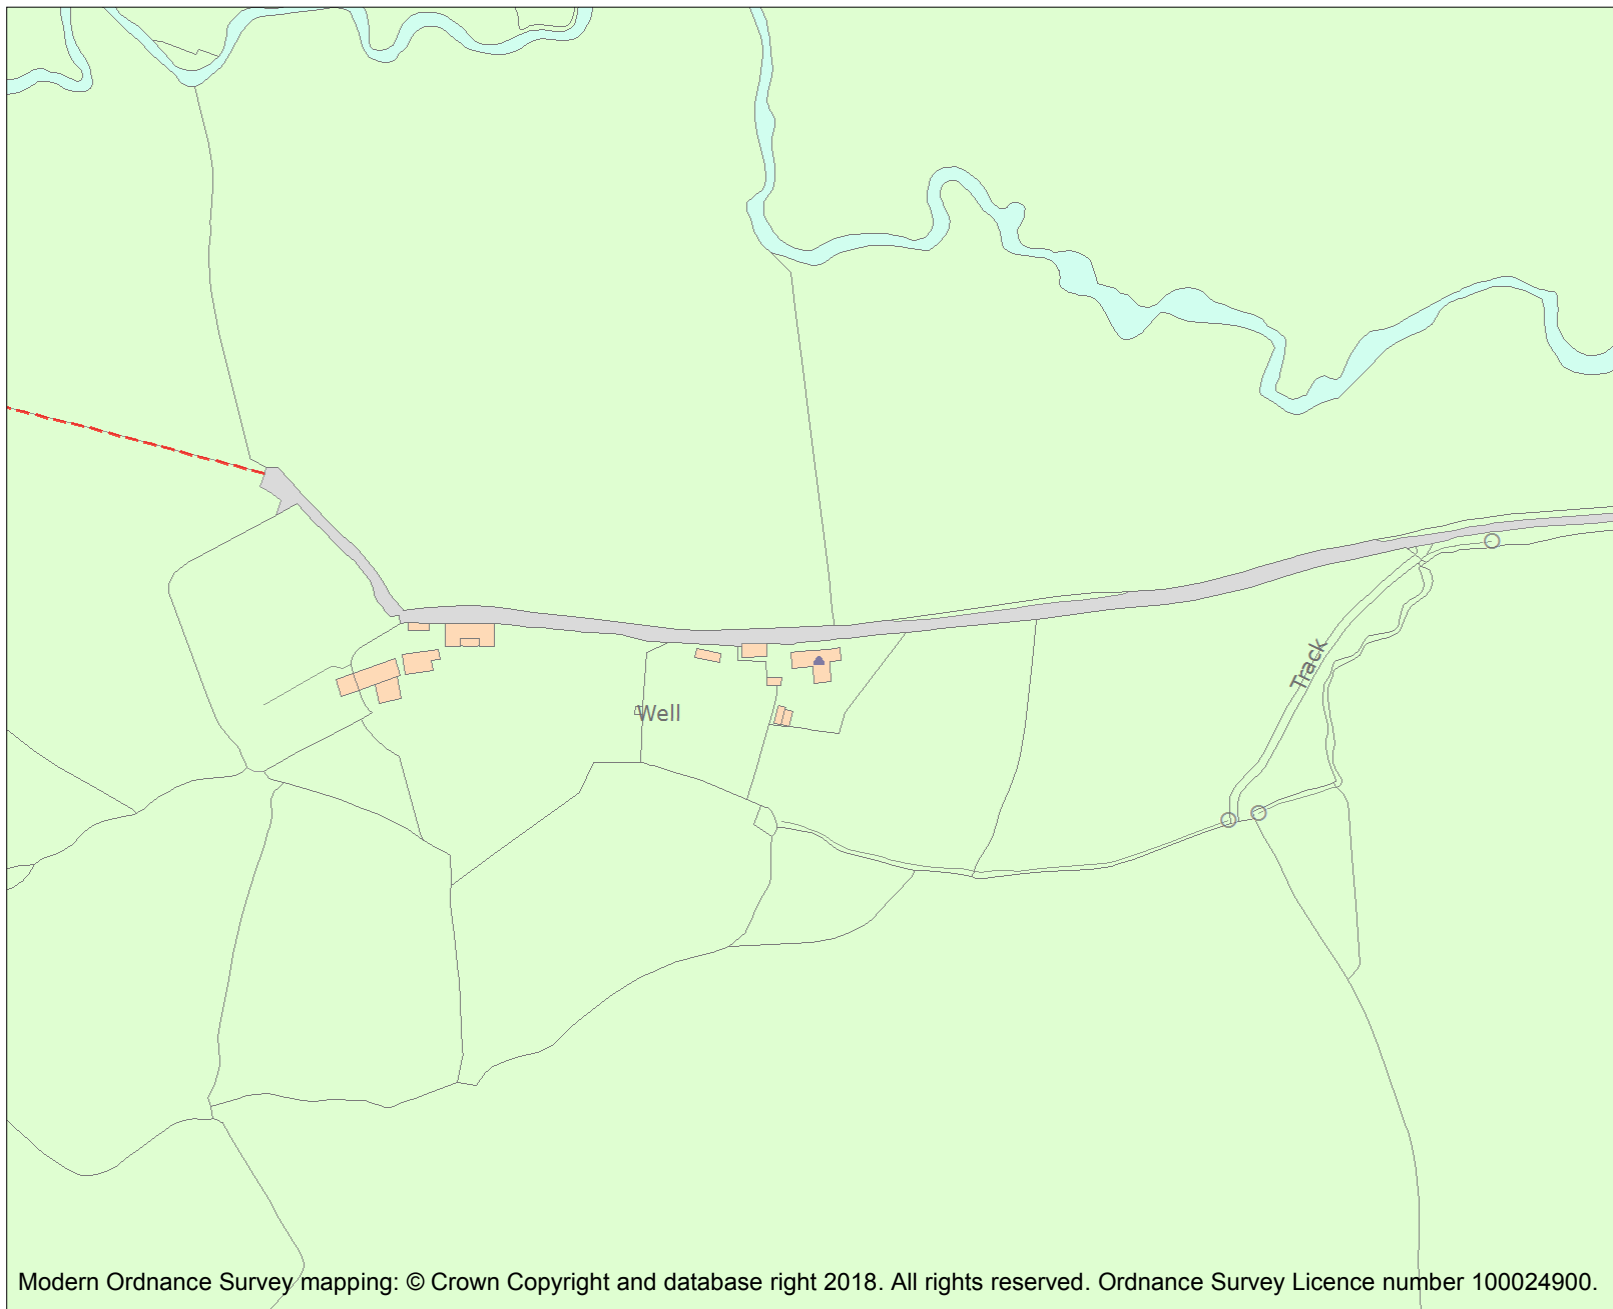 Well
Track
Modern Ordnance Survey mapping: © Crown Copyright and database right 2018. All rights reserved. Ordnance Survey Licence number 100024900.